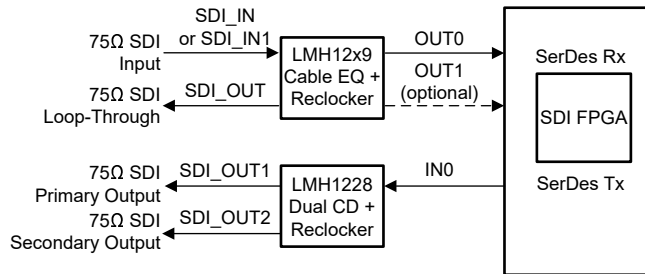 SDI_IN
or SDI_IN1
75Ω SDI
Input
LMH12x9
Cable EQ +
Reclocker
OUT0
OUT1
(optional)
SerDes Rx
75Ω SDI
Loop-Through
SDI_OUT
SDI FPGA
75Ω SDI
Primary Output
SDI_OUT1
LMH1228
Dual CD +
Reclocker
IN0
SerDes Tx
75Ω SDI
Secondary Output
SDI_OUT2